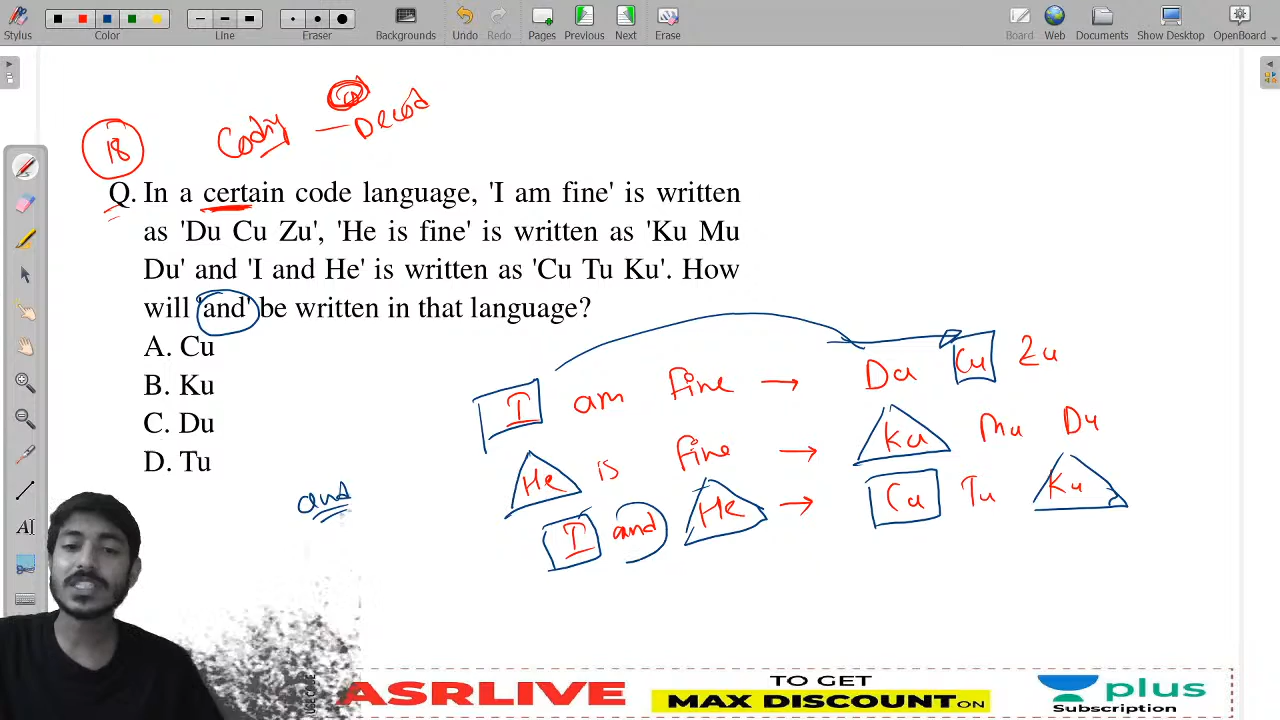 Stylus
Color
Line
Eraser
Backgrounds
Undo
Redo
Pages
Previous
Next
Erase
Board
Web
Documents
Show Desktop
OpenBoard
18
Q. In a certain code language, 'I am fine' is written
as 'Du Cu Zu', 'He is fine' is written as 'Ku Mu
Du' and 'I and He' is written as 'Cu Tu Ku'. How
will 'and' be written in that language?
A. Cu
B. Ku
C. Du
D. Tu
I am fine → Du Cu Zu
He is fine → Ku Mu Du
I and He → Cu Tu Ku
and
ASRLIVE
TO GET
MAX DISCOUNT ON
plus
Subscription